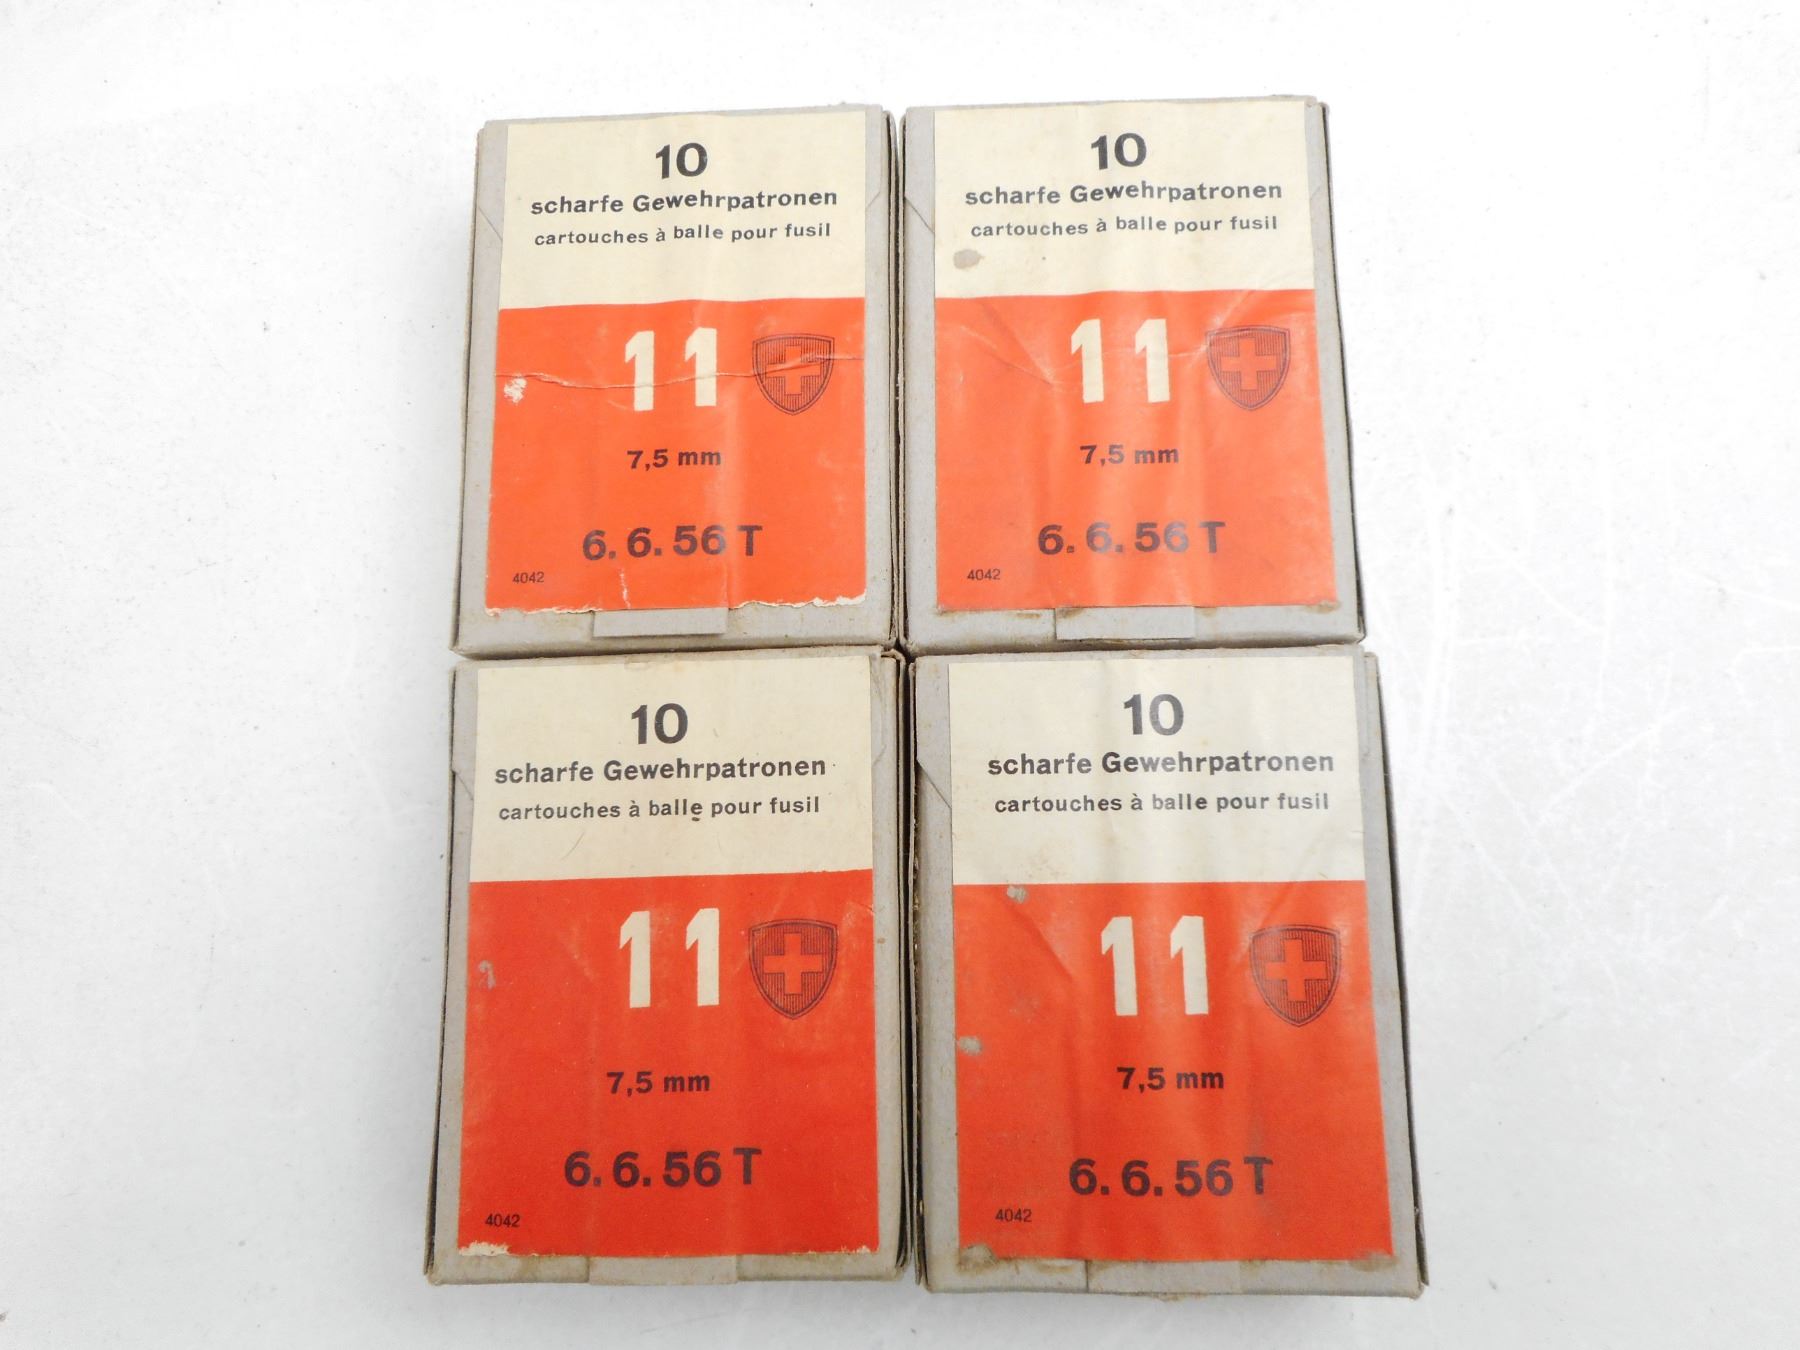 10
scharfe Gewehrpatronen
cartouches à balle pour fusil
11
7,5 mm
6. 6. 56 T
4042
10
scharfe Gewehrpatronen
cartouches à balle pour fusil
11
7,5 mm
6. 6. 56 T
4042
10
scharfe Gewehrpatronen
cartouches à balle pour fusil
11
7,5 mm
6. 6. 56 T
4042
10
scharfe Gewehrpatronen
cartouches à balle pour fusil
11
7,5 mm
6. 6. 56 T
4042